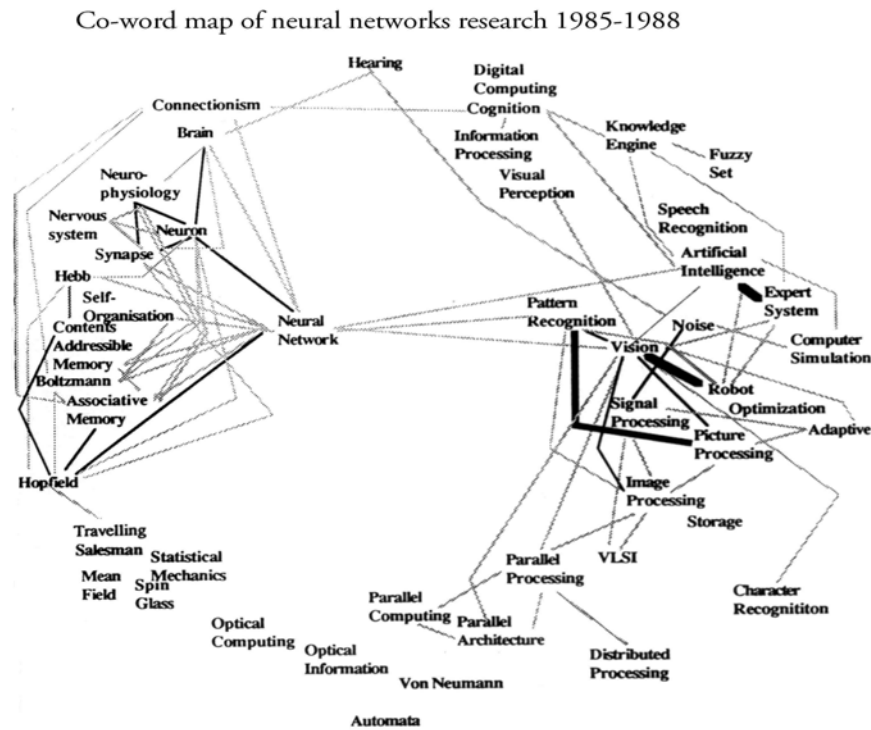 Co-word map of neural networks research 1985-1988
Hearing
Digital
Computing
Cognition
Connectionism
Brain
Information
Processing
Visual
Perception
Knowledge
Engine
Fuzzy
Set
Neuro-
physiology
Nervous
system
Neuron
Synapse
Speech
Recognition
Artificial
Intelligence
Hebb
Self-
Organisation
Expert
System
Contents
Addressible
Memory
Neural
Network
Pattern
Recognition
Noise
Vision
Computer
Simulation
Boltzmann
Associative
Memory
Robot
Signal
Processing
Optimization
Picture
Processing
Adaptive
Hopfield
Image
Processing
Storage
Travelling
Salesman
Statistical
Mechanics
Mean
Field
Spin
Glass
Parallel
Processing
VLSI
Character
Recognititon
Parallel
Computing
Parallel
Architecture
Optical
Computing
Optical
Information
Distributed
Processing
Von Neumann
Automata